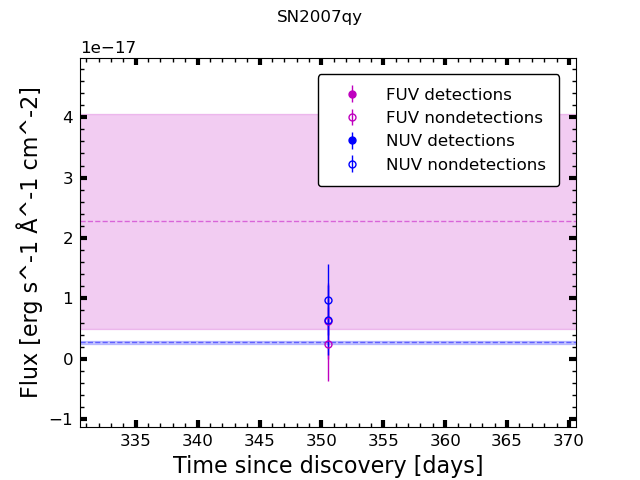 SN2007qy
1e−17
FUV detections
FUV nondetections
NUV detections
NUV nondetections
4
3
2
1
0
−1
335 340 345 350 355 360 365 370
Time since discovery [days]
Flux [erg s^-1 Å^-1 cm^-2]